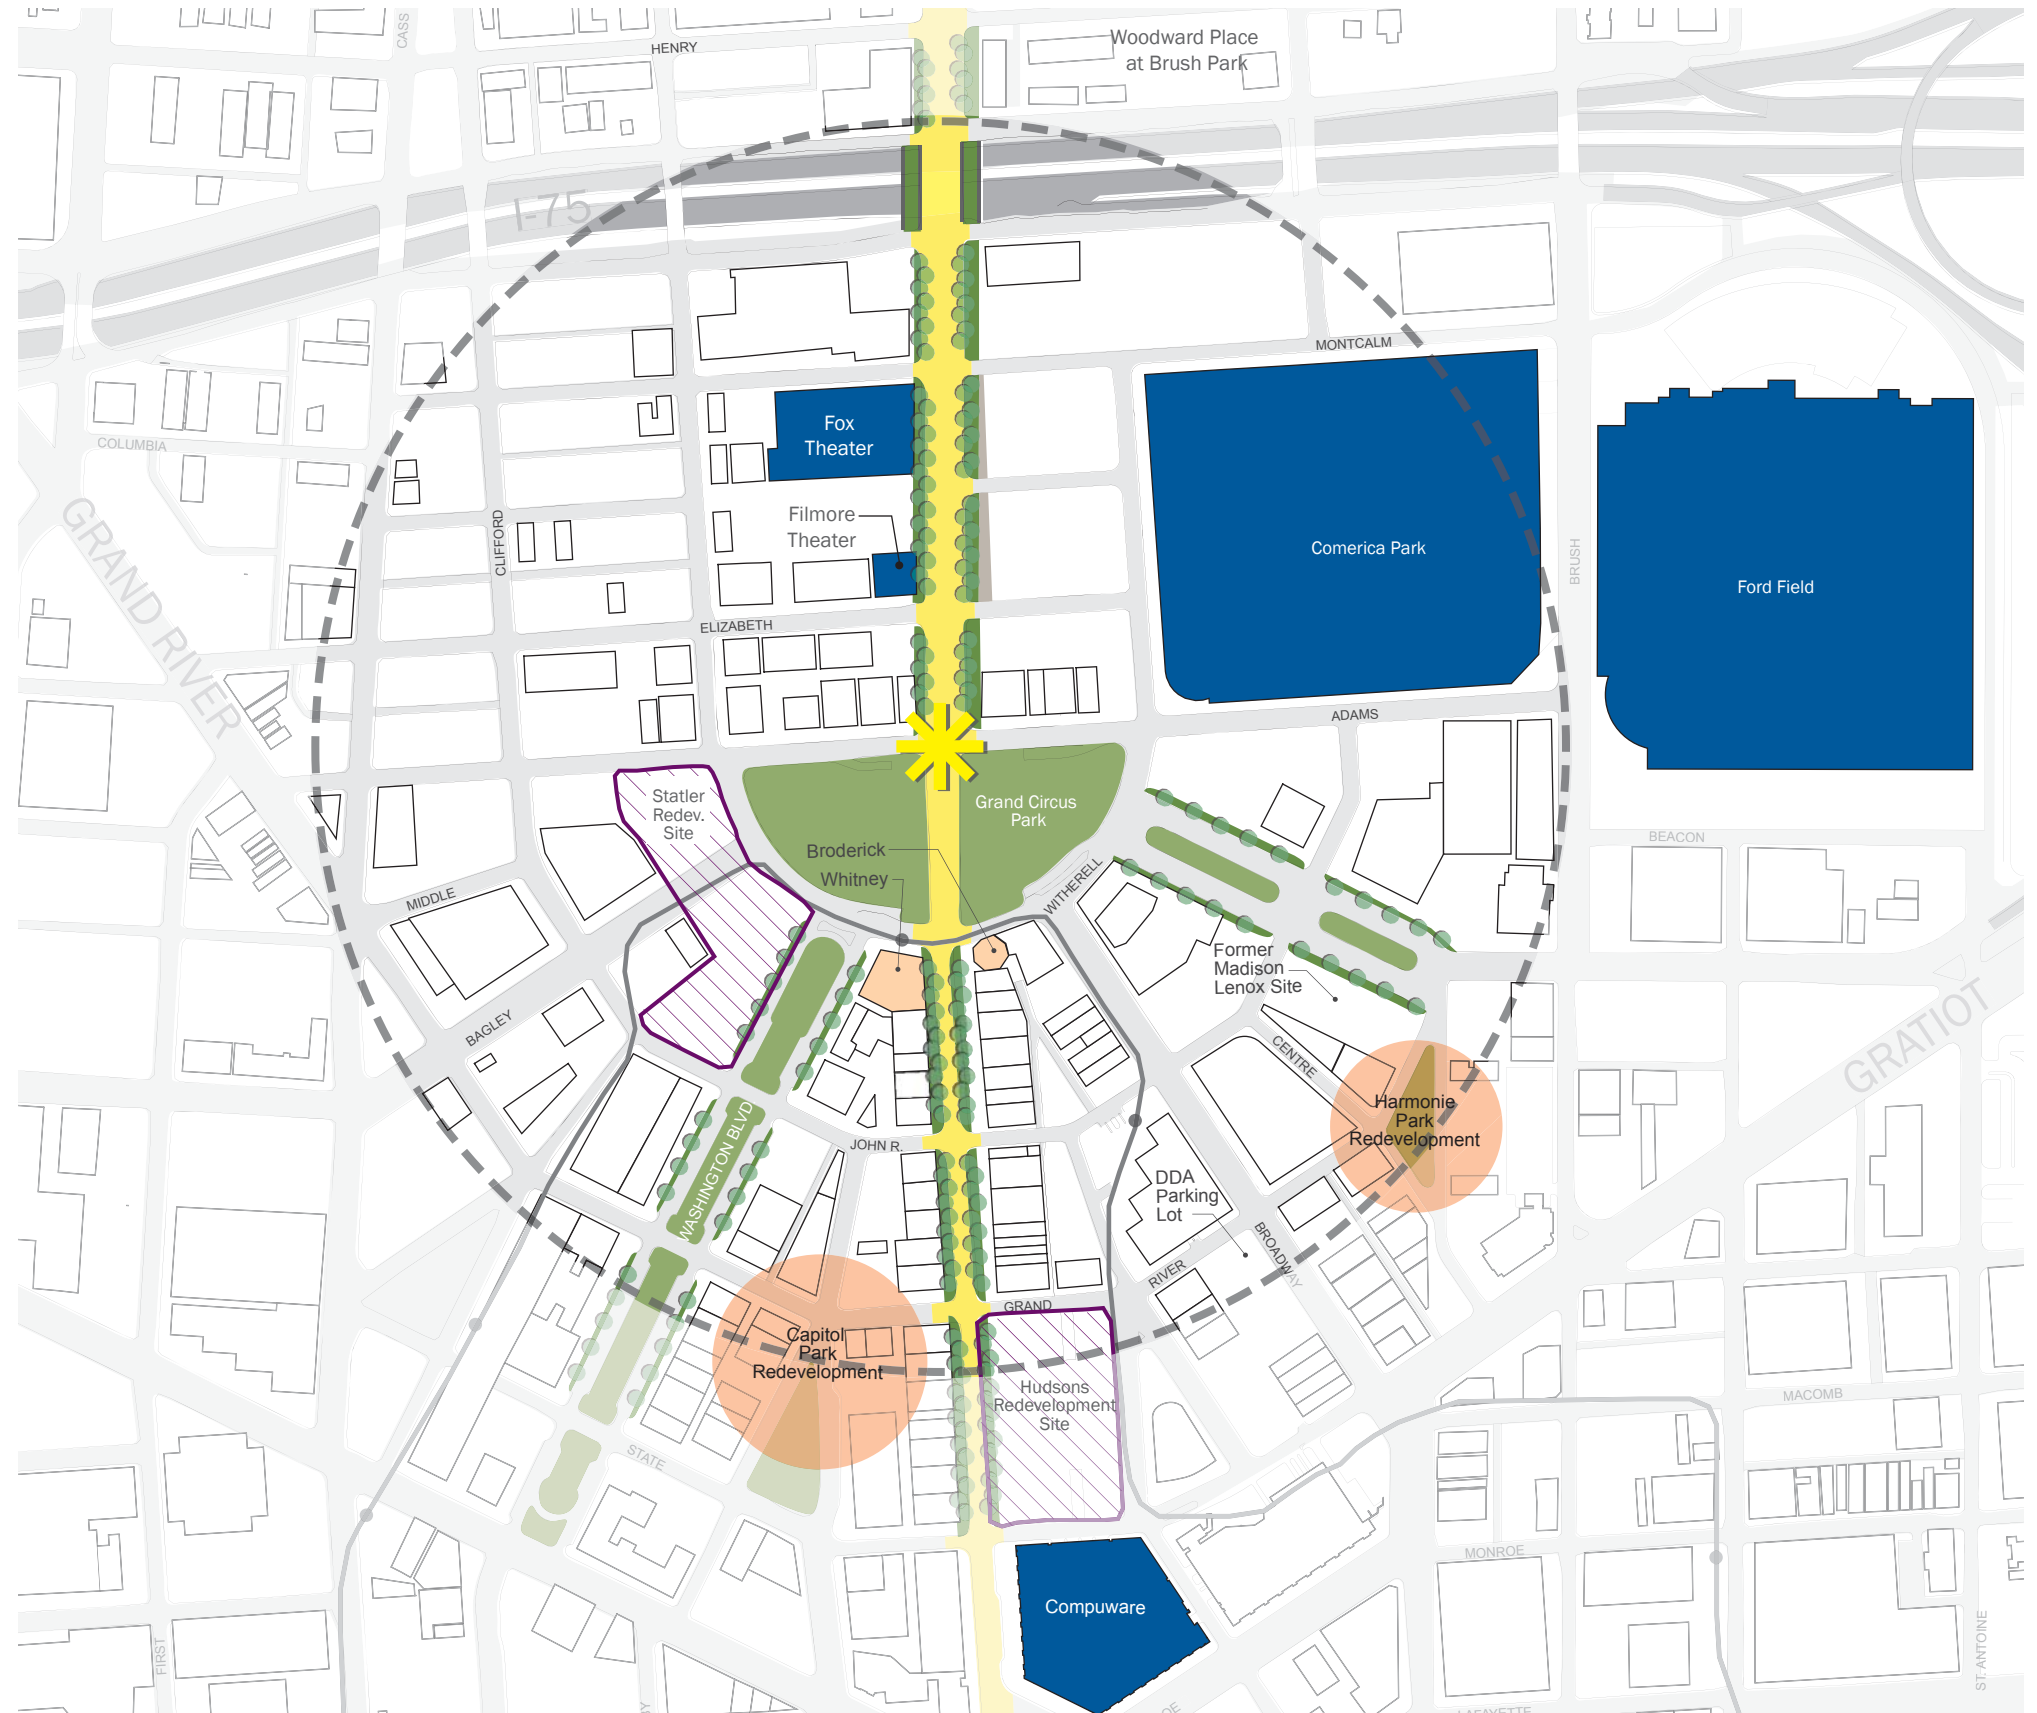 CASS
HENRY
Woodward Place
at Brush Park
I-75
MONTCALM
COLUMBIA
Fox
Theater
GRAND RIVER
CLIFFORD
Filmore
Theater
Comerica Park
BRUSH
Ford Field
ELIZABETH
ADAMS
Statler
Redev.
Site
Grand Circus
Park
BEACON
Broderick
Whitney
WITHERELL
MIDDLE
Former
Madison
Lenox Site
BAGLEY
CENTRE
GRATIOT
Harmonie
Park
Redevelopment
WASHINGTON BLVD
JOHN R.
DDA
Parking
Lot
BROADWAY
RIVER
GRAND
Capitol
Park
Redevelopment
Hudsons
Redevelopment
Site
MACOMB
STATE
MONROE
Compuware
FIRST
ST. ANTOINE
LAFAYETTE